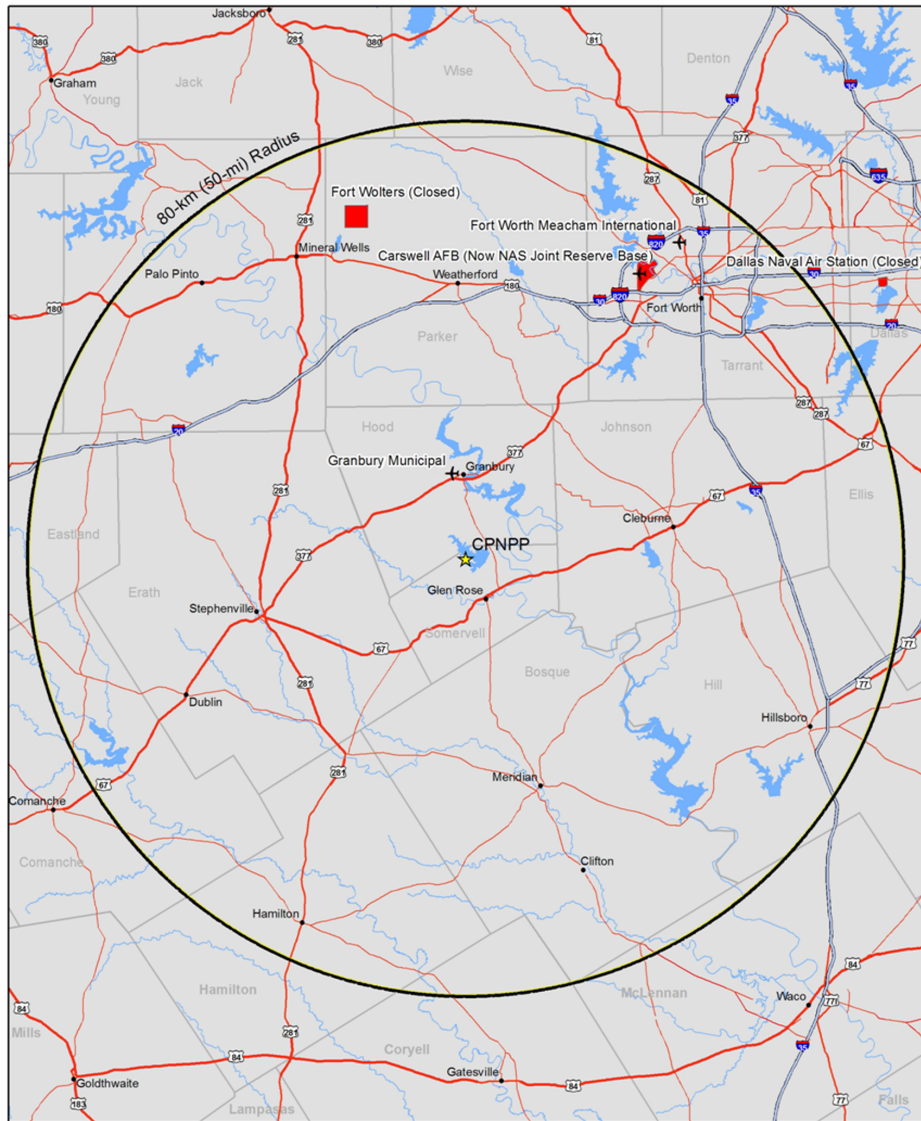 Jacksboro
380
380
281
380
81
Denton
35
35
Graham
Jack
Wise
Young
377
287
635
80-km (50-mi) Radius
Fort Wolters (Closed)
81
281
Fort Worth Meacham International
820
35
Mineral Wells
Carswell AFB (Now NAS Joint Reserve Base)
Dallas Naval Air Station (Closed)
Palo Pinto
Weatherford
180
30
30
820
180
Fort Worth
20
Dallas
Parker
Tarrant
287
287
20
Hood
Johnson
67
377
Granbury Municipal
Granbury
281
35
67
Ellis
Cleburne
Eastland
CPNPP
377
Erath
Glen Rose
Stephenville
Somervell
67
77
Bosque
281
Hill
77
Dublin
Hillsboro
281
Meridian
67
Comanche
Comanche
Clifton
Hamilton
84
Hamilton
McLennan
Waco
77
84
Mills
281
35
Coryell
84
Goldthwaite
Gatesville
84
183
Lampasas
77
Falls